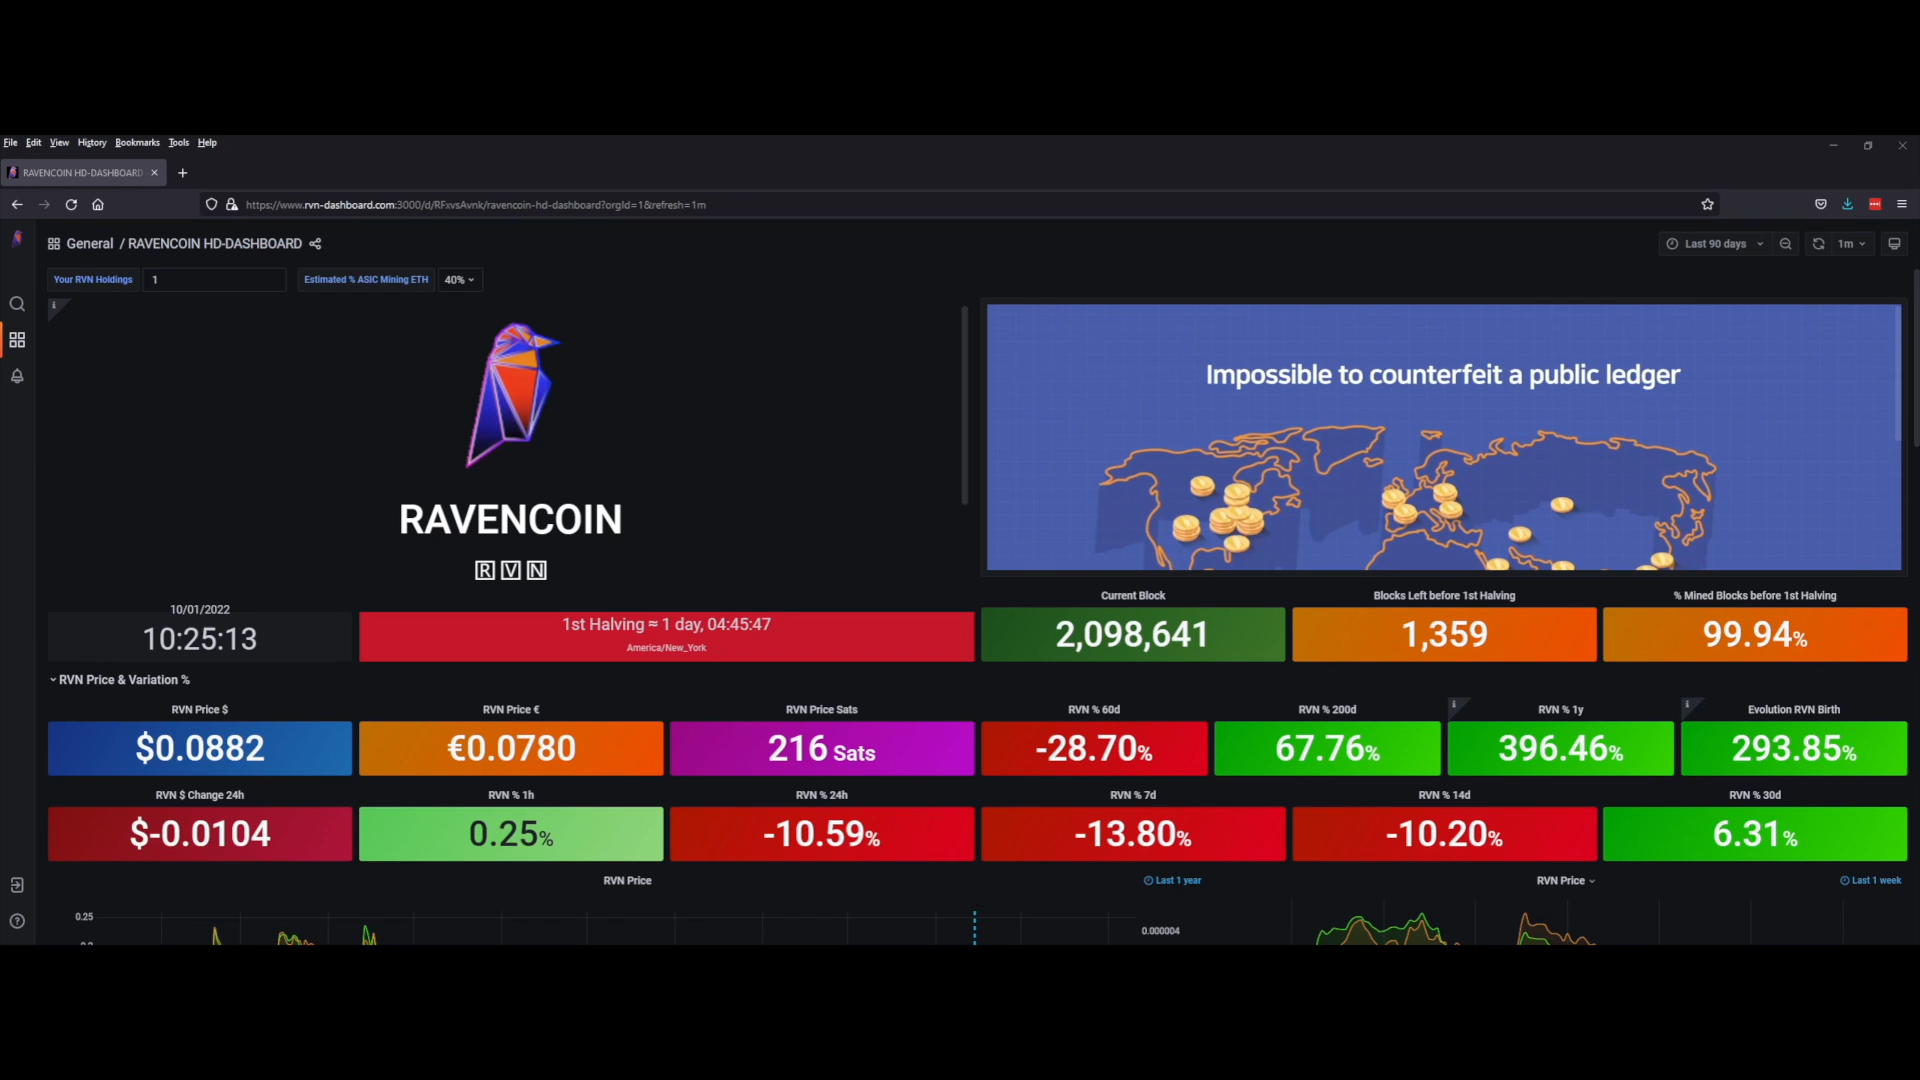 File Edit View History Bookmarks Tools Help
RAVENCOIN HD-DASHBOARD
https://www.rvn-dashboard.com:3000/d/RFxvsAvnk/ravencoin-hd-dashboard?orgId=1&refresh=1m
General / RAVENCOIN HD-DASHBOARD
Last 90 days
1m
Your RVN Holdings 1 Estimated % ASIC Mining ETH 40%
RAVENCOIN
RVN
Impossible to counterfeit a public ledger
10/01/2022
10:25:13
1st Halving ≈ 1 day, 04:45:47
America/New_York
Current Block
2,098,641
Blocks Left before 1st Halving
1,359
% Mined Blocks before 1st Halving
99.94%
RVN Price & Variation %
RVN Price $
$0.0882
RVN Price €
€0.0780
RVN Price Sats
216 Sats
RVN % 60d
-28.70%
RVN % 200d
67.76%
RVN % 1y
396.46%
Evolution RVN Birth
293.85%
RVN $ Change 24h
$-0.0104
RVN % 1h
0.25%
RVN % 24h
-10.59%
RVN % 7d
-13.80%
RVN % 14d
-10.20%
RVN % 30d
6.31%
RVN Price
Last 1 year
0.25
0.000004
RVN Price
Last 1 week